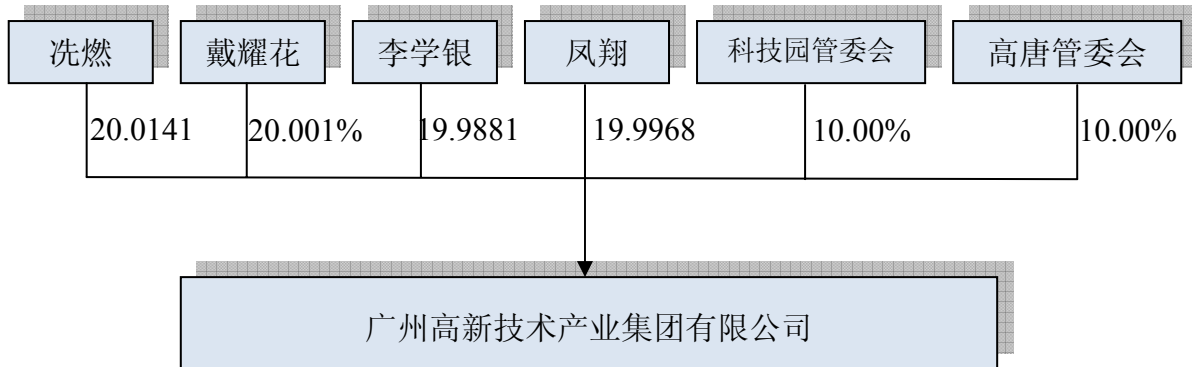 冼燃 戴耀花 李学银 凤翔 科技园管委会 高唐管委会
20.0141 20.001% 19.9881 19.9968 10.00% 10.00%
广州高新技术产业集团有限公司